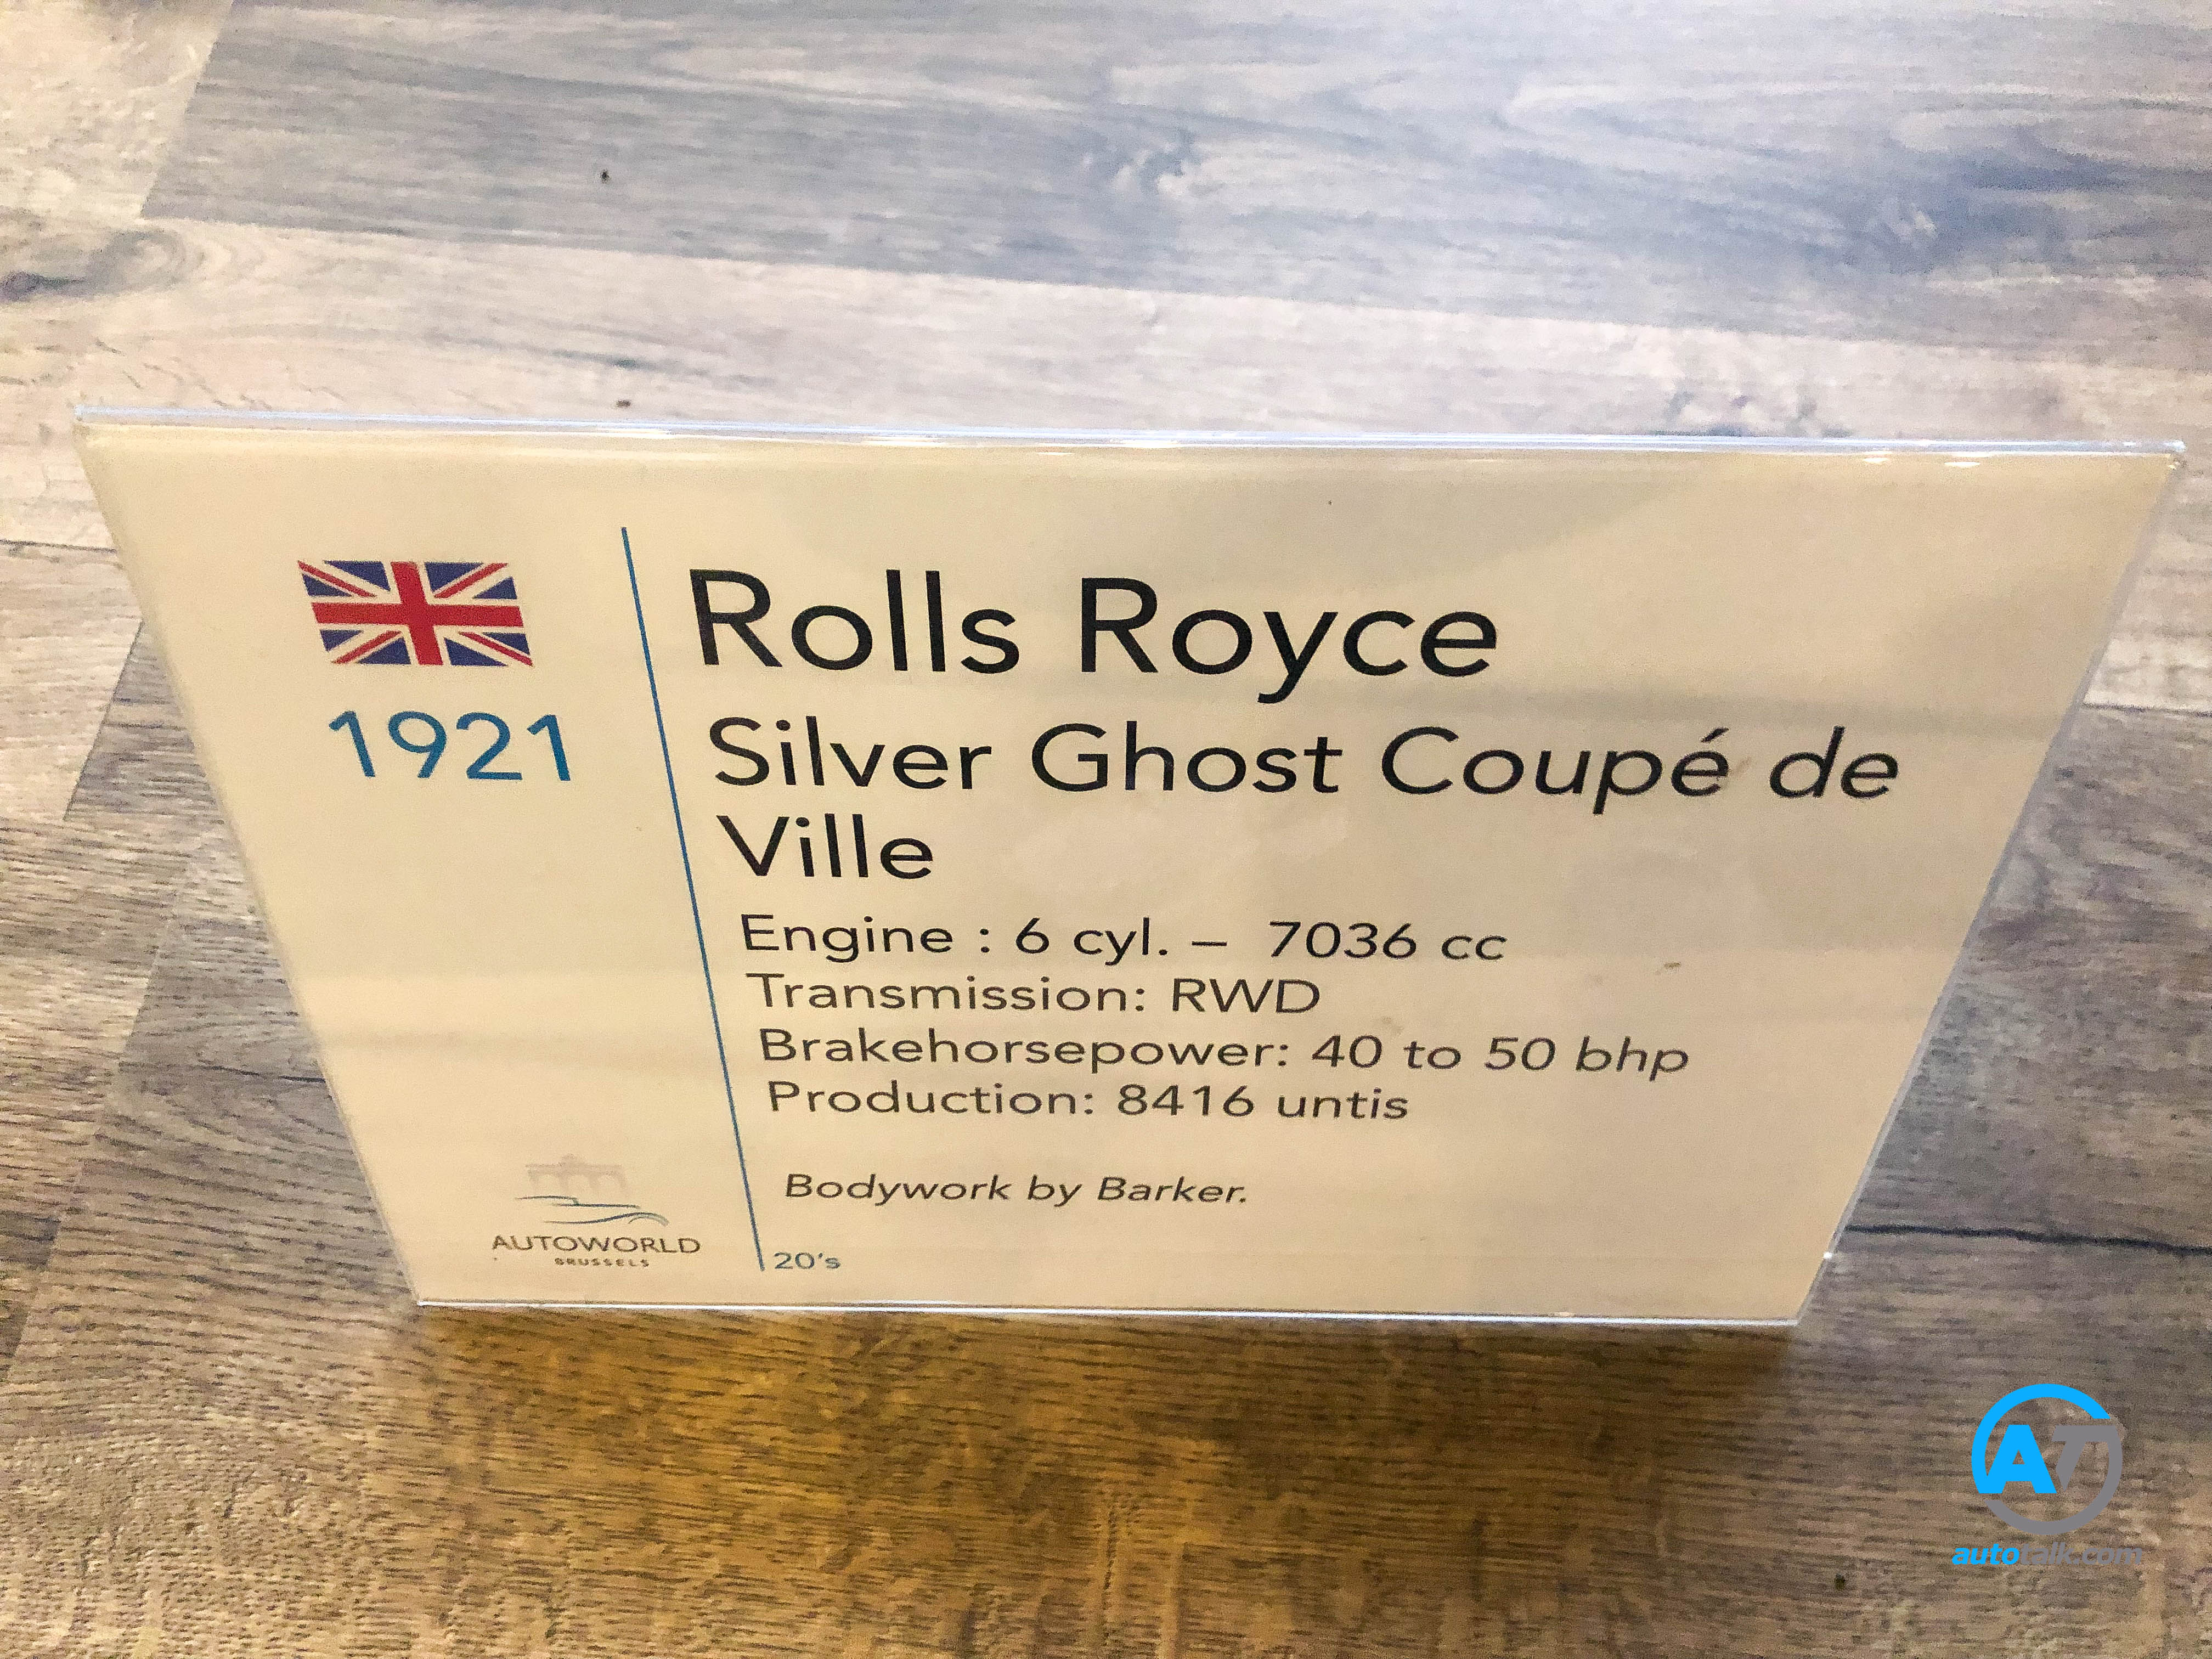 1921
Rolls Royce
Silver Ghost Coupé de
Ville
Engine : 6 cyl. – 7036 cc
Transmission: RWD
Brakehorsepower: 40 to 50 bhp
Production: 8416 untis
Bodywork by Barker.
AUTOWORLD
BRUSSELS
20's
AT
autotalk.com